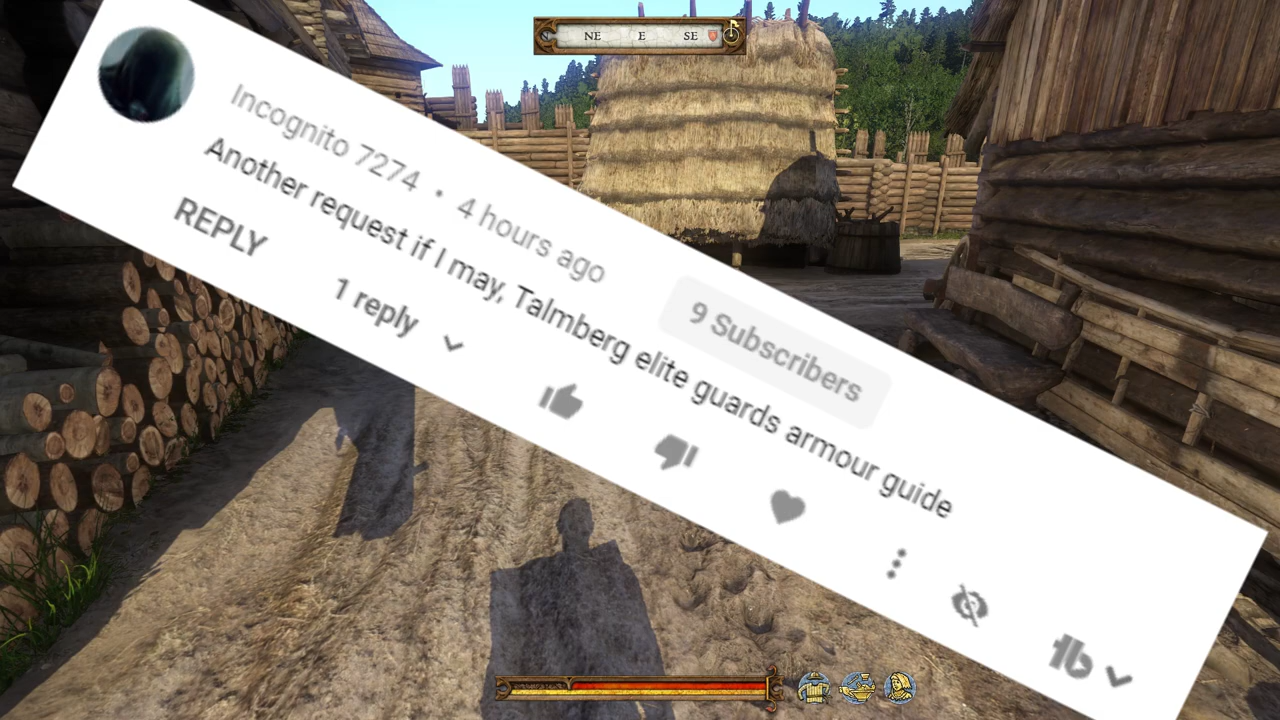 NE E SE
Incognito 7274 • 4 hours ago
9 Subscribers
Another request if I may, Talmberg elite guards armour guide
REPLY
1 reply